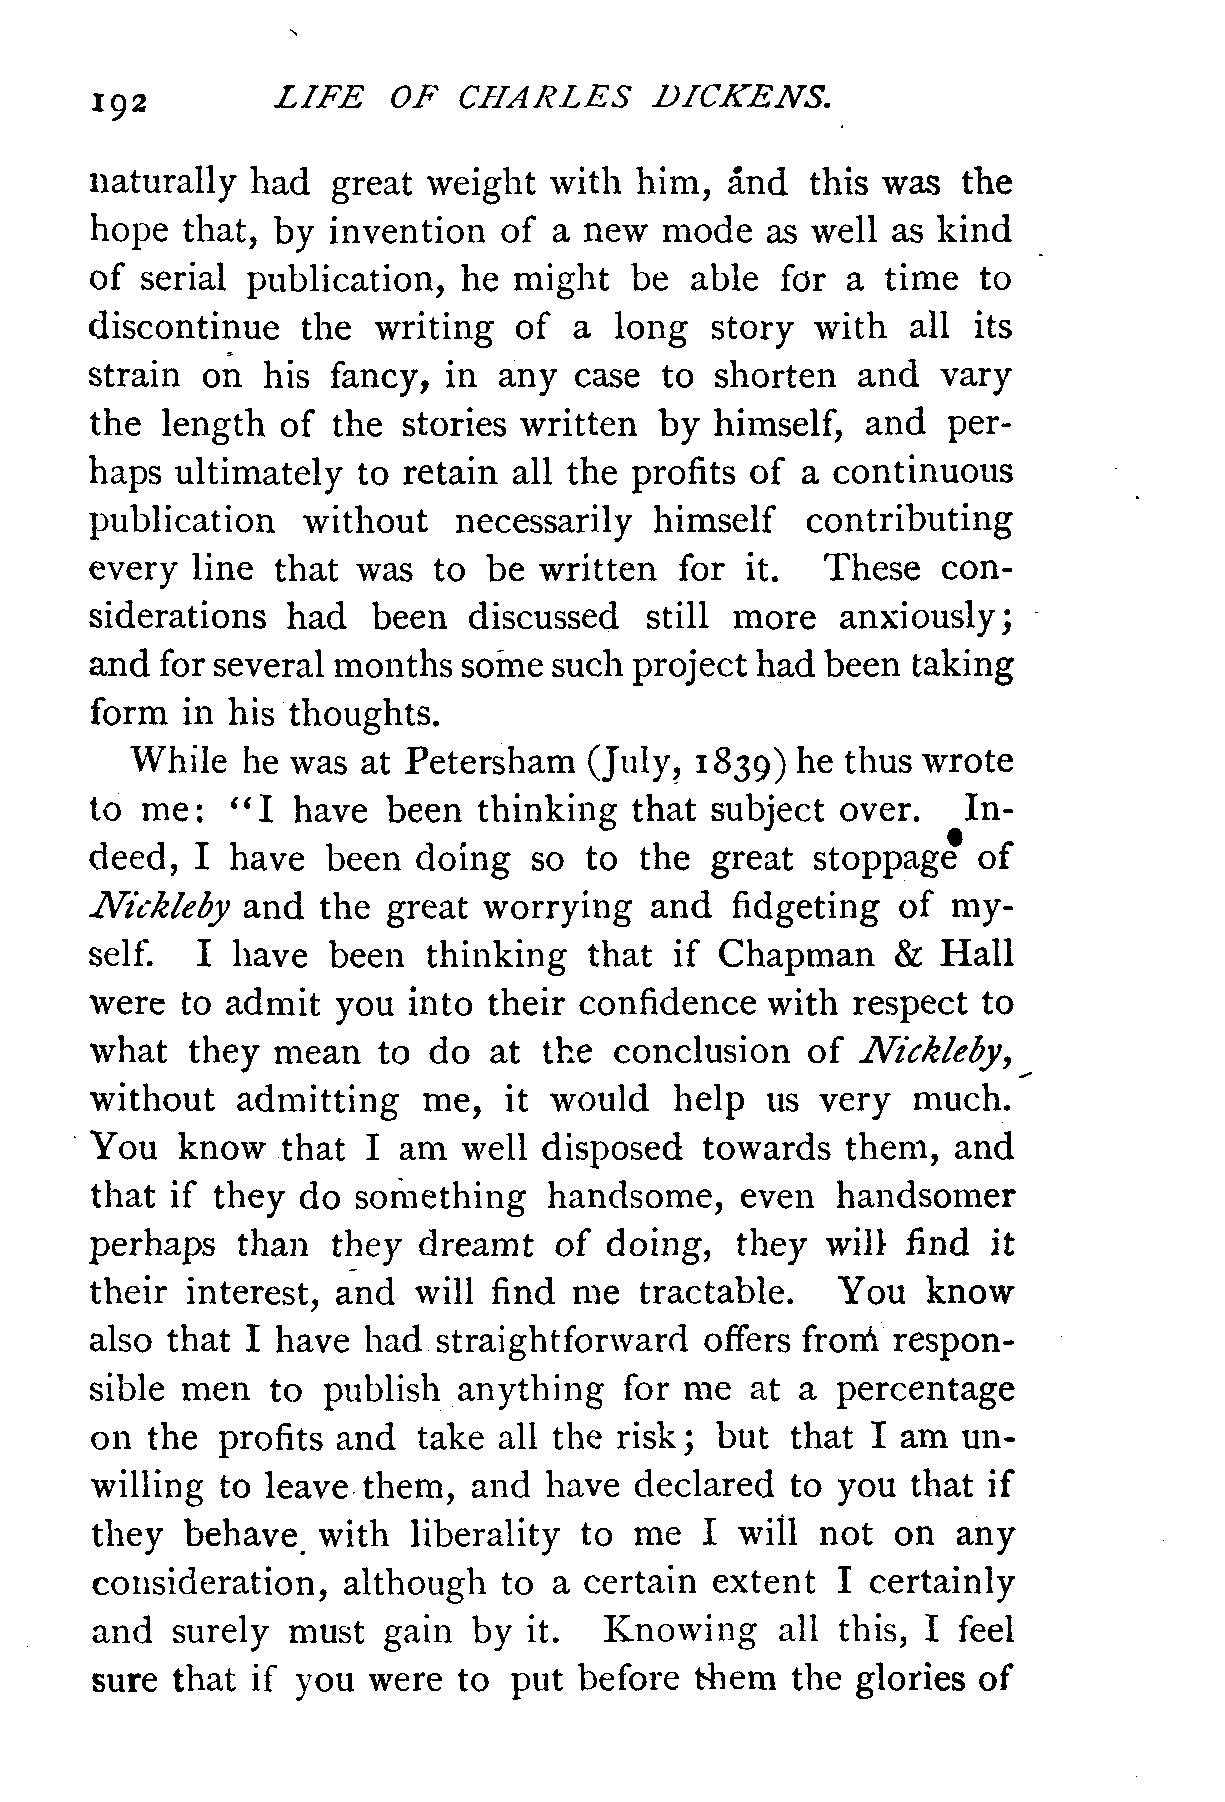 192 LIFE OF CHARLES DICKENS.
naturally had great weight with him, and this was the
hope that, by invention of a new mode as well as kind
of serial publication, he might be able for a time to
discontinue the writing of a long story with all its
strain on his fancy, in any case to shorten and vary
the length of the stories written by himself, and per-
haps ultimately to retain all the profits of a continuous
publication without necessarily himself contributing
every line that was to be written for it. These con-
siderations had been discussed still more anxiously;
and for several months some such project had been taking
form in his thoughts.
While he was at Petersham (July, 1839) he thus wrote
to me: "I have been thinking that subject over. In-
deed, I have been doing so to the great stoppage of
Nickleby and the great worrying and fidgeting of my-
self. I have been thinking that if Chapman & Hall
were to admit you into their confidence with respect to
what they mean to do at the conclusion of Nickleby,
without admitting me, it would help us very much.
You know that I am well disposed towards them, and
that if they do something handsome, even handsomer
perhaps than they dreamt of doing, they will find it
their interest, and will find me tractable. You know
also that I have had straightforward offers from respon-
sible men to publish anything for me at a percentage
on the profits and take all the risk; but that I am un-
willing to leave them, and have declared to you that if
they behave with liberality to me I will not on any
consideration, although to a certain extent I certainly
and surely must gain by it. Knowing all this, I feel
sure that if you were to put before them the glories of